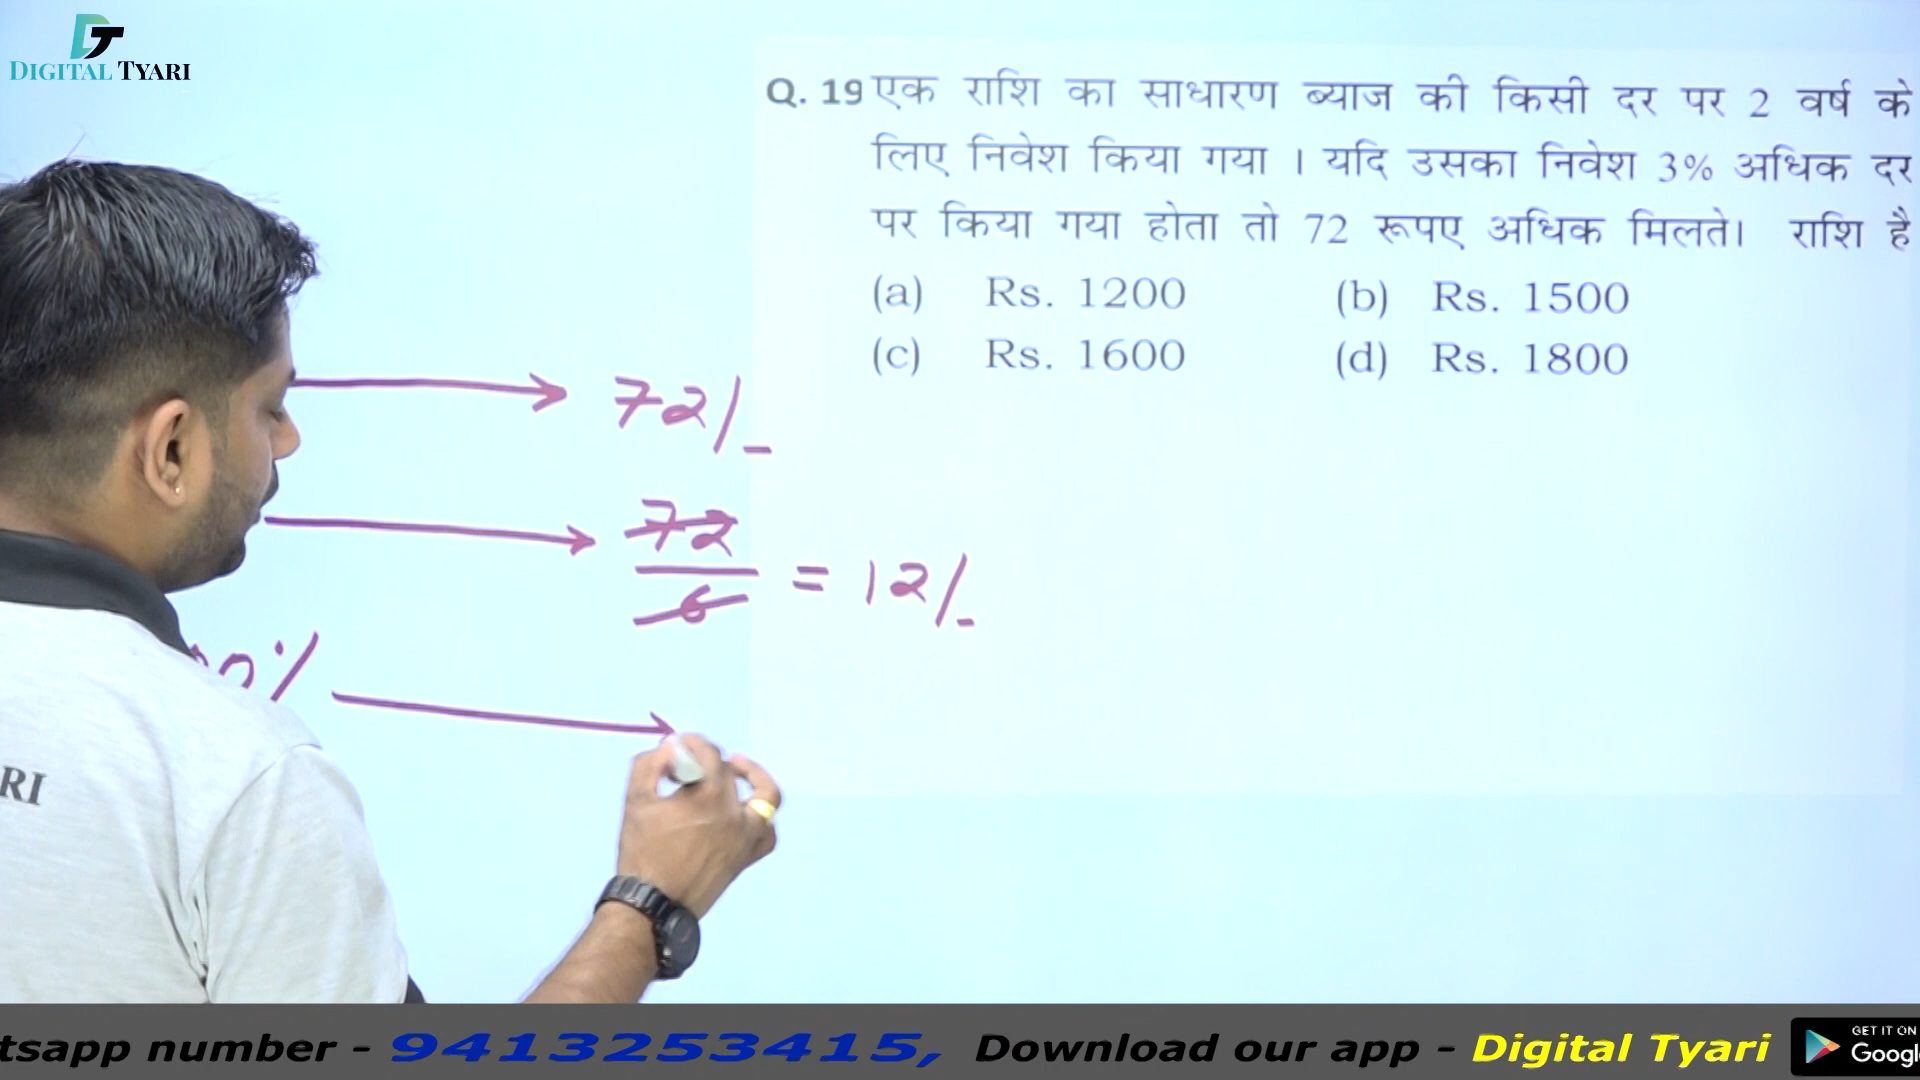 DT
DIGITAL TYARI
Q. 19 एक राशि का साधारण ब्याज की किसी दर पर 2 वर्ष के
लिए निवेश किया गया । यदि उसका निवेश 3% अधिक दर
पर किया गया होता तो 72 रूपए अधिक मिलते। राशि है
(a) Rs. 1200 (b) Rs. 1500
(c) Rs. 1600 (d) Rs. 1800
72/-
72
6
= 12/-
RI
tsapp number - 9413253415, Download our app - Digital Tyari
GET IT ON
Googl